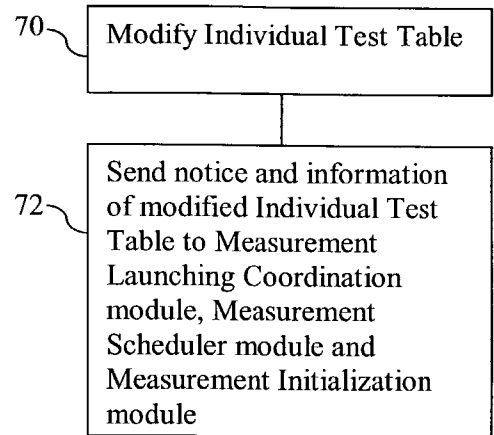 70
Modify Individual Test Table
72
Send notice and information
of modified Individual Test
Table to Measurement
Launching Coordination
module, Measurement
Scheduler module and
Measurement Initialization
module